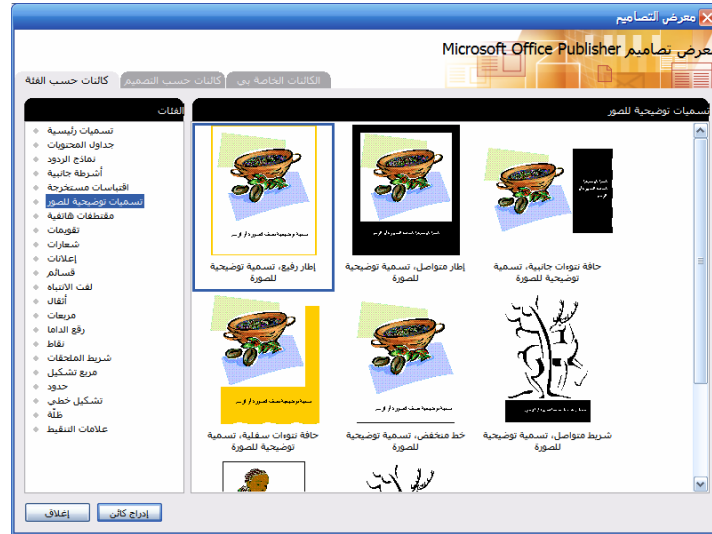 معرض التصاميم
معرض تصاميم Microsoft Office Publisher
كائنات حسب الفئة
كائنات حسب التصميم
الكائنات الخاصة بي
الفئات
تسميات رئيسية
جداول المحتويات
نماذج الردود
أشرطة جانبية
اقتباسات مستخرجة
تسميات توضيحية للصور
مقتطفات هاتفية
تقويمات
شعارات
إعلانات
قسائم
لفت الانتباه
أثقال
مربعات
رقع الداما
نقاط
شريط الملحقات
مربع تشكيل
حدود
تشكيل خطي
ظلّة
علامات التنقيط
تسميات توضيحية للصور
حافة نتوءات جانبية، تسمية
توضيحية للصورة
إطار متواصل، تسمية توضيحية
للصورة
إطار رفيع، تسمية توضيحية
للصورة
شريط متواصل، تسمية توضيحية
للصورة
خط منخفض، تسمية توضيحية
للصورة
حافة نتوءات سفلية، تسمية
توضيحية للصورة
إدراج كائن
إغلاق